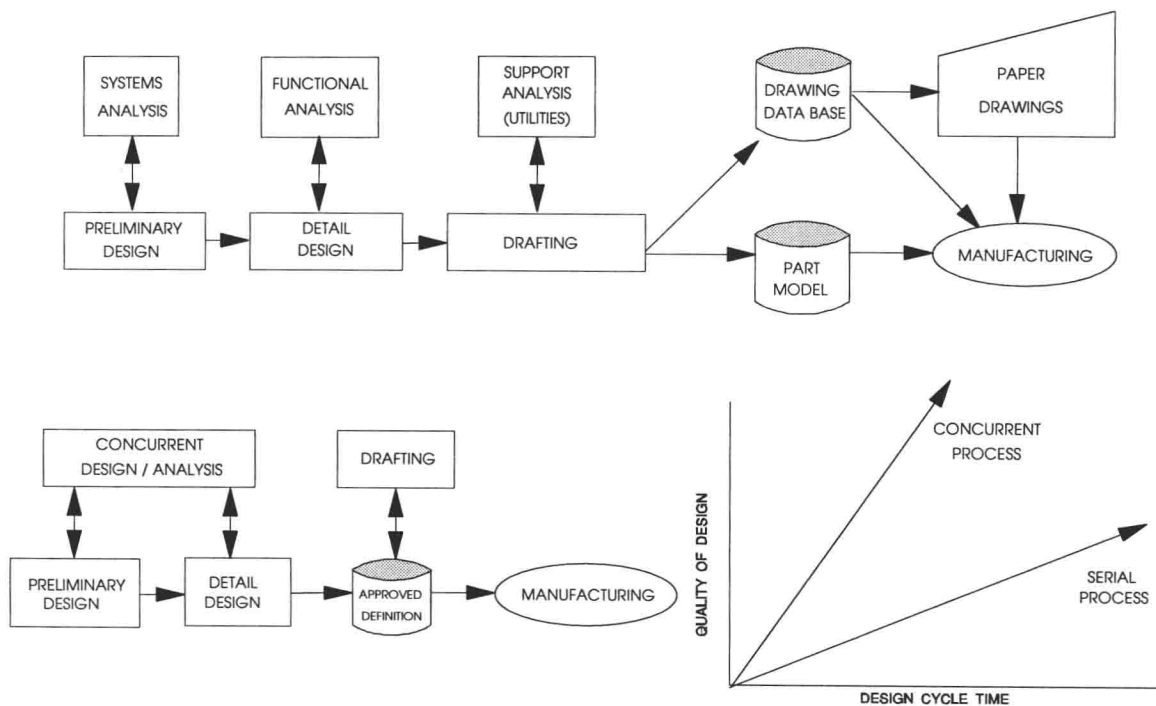 SYSTEMS
ANALYSIS
FUNCTIONAL
ANALYSIS
SUPPORT
ANALYSIS
(UTILITIES)
DRAWING
DATA BASE
PAPER
DRAWINGS
PRELIMINARY
DESIGN
DETAIL
DESIGN
DRAFTING
PART
MODEL
MANUFACTURING
CONCURRENT
DESIGN / ANALYSIS
DRAFTING
PRELIMINARY
DESIGN
DETAIL
DESIGN
APPROVED
DEFINITION
MANUFACTURING
QUALITY OF DESIGN
CONCURRENT
PROCESS
SERIAL
PROCESS
DESIGN CYCLE TIME